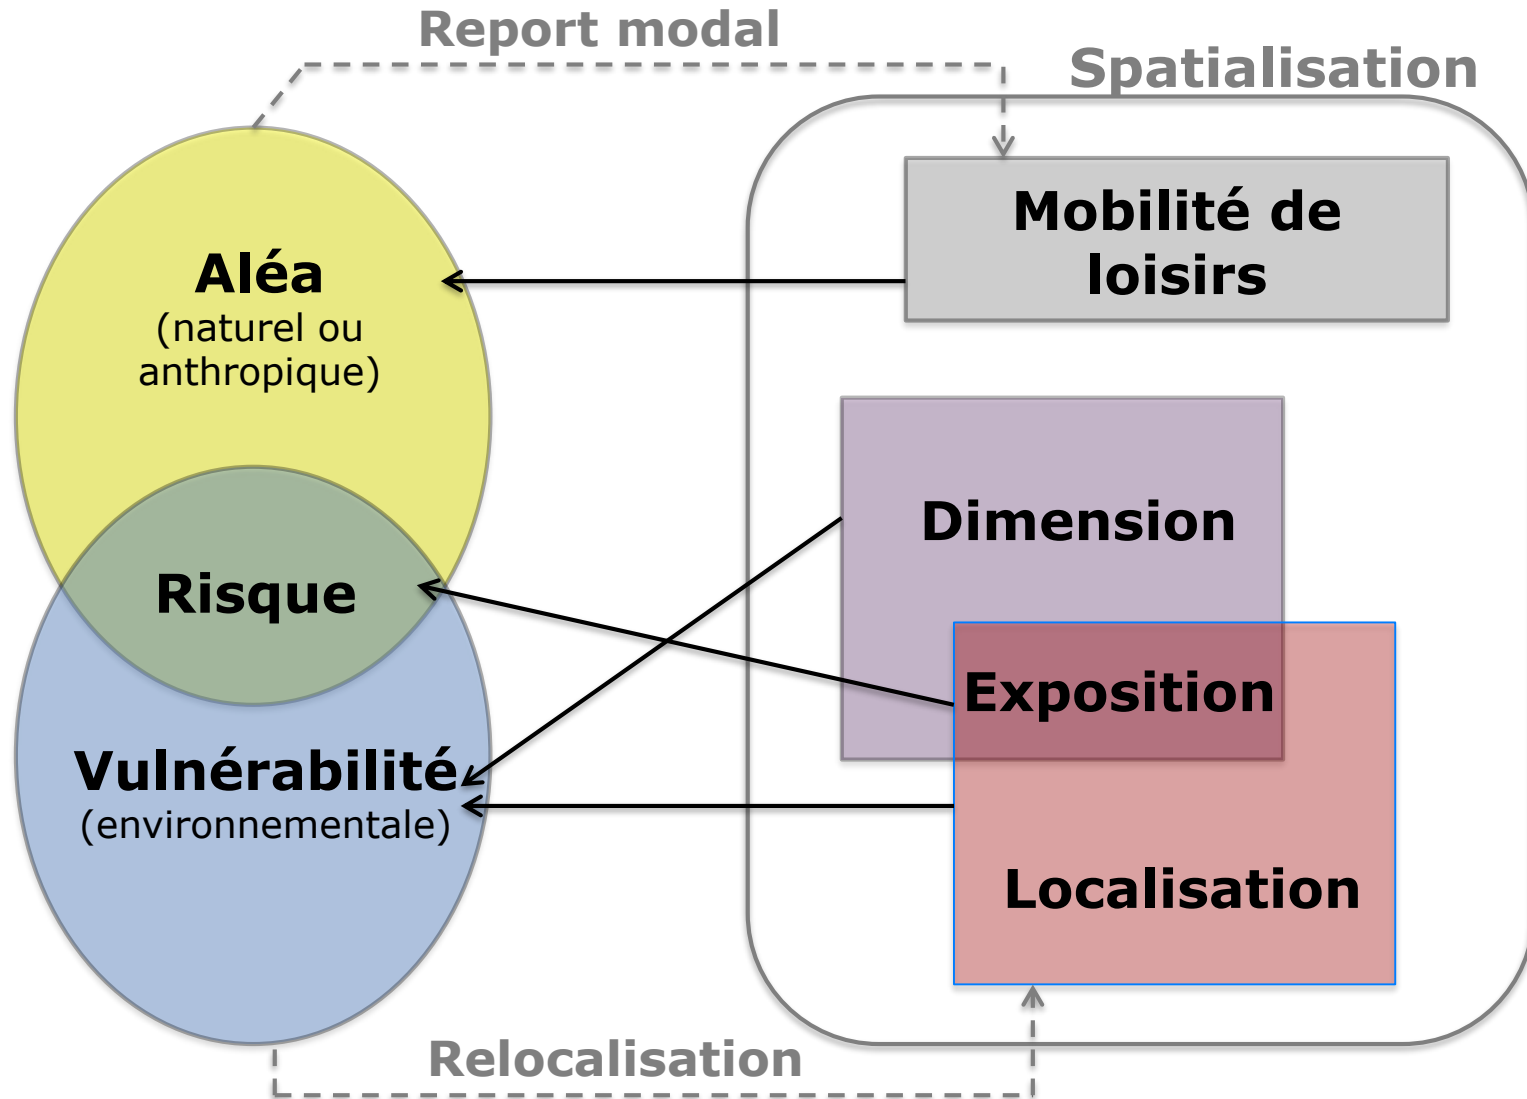 Report modal
Spatialisation
Mobilité de
loisirs
Aléa
(naturel ou
anthropique)
Dimension
Risque
Exposition
Vulnérabilité
(environnementale)
Localisation
Relocalisation